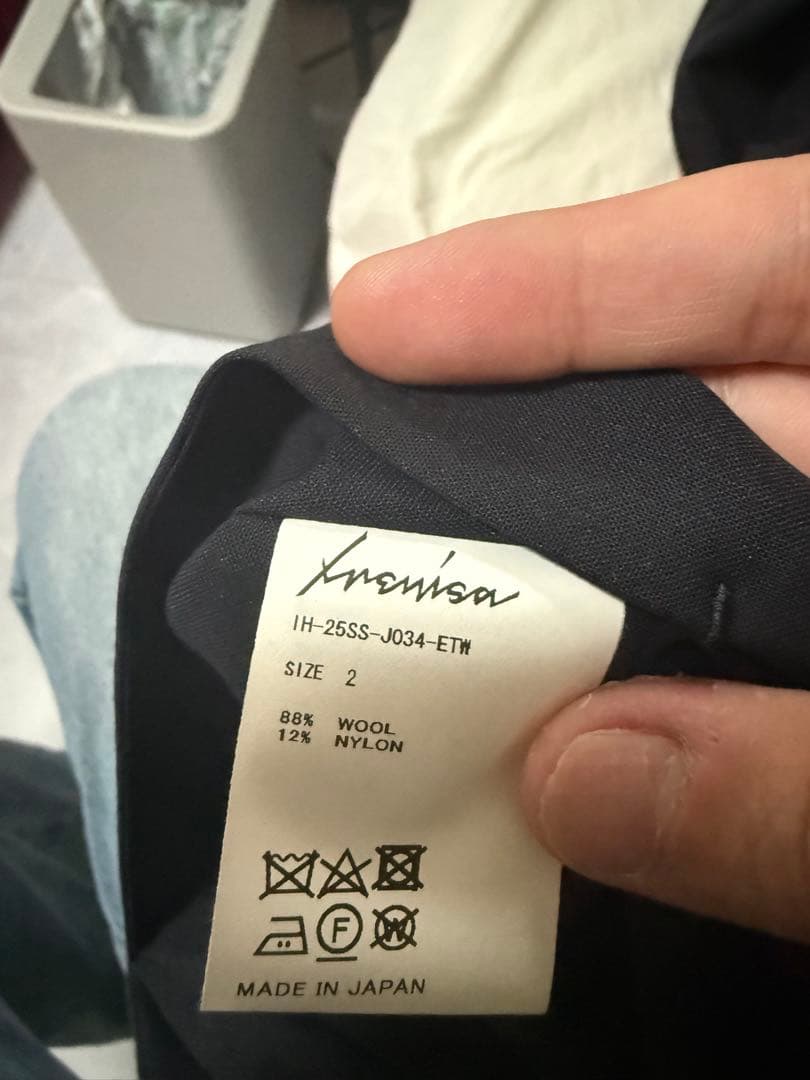 IH-25SS-J034-ETW
SIZE 2
88% WOOL
12% NYLON
F
W
MADE IN JAPAN